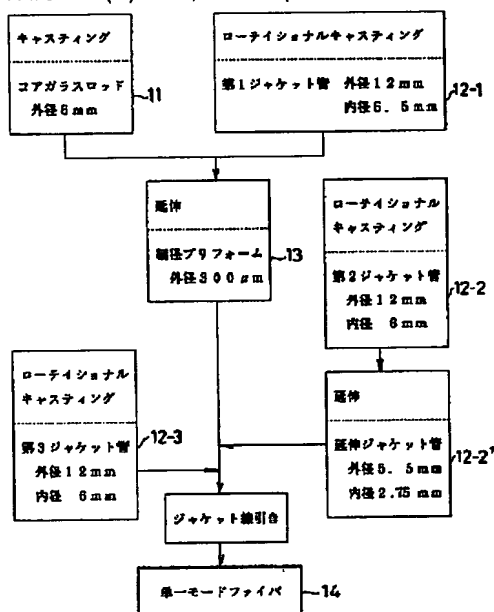 キャスティング
コアガラスロッド
外径6mm
11
ローテイショナルキャスティング
第1ジャケット管 外径12mm
内径6.5mm
12-1
延伸
細径プリフォーム
外径300μm
13
ローテイショナル
キャスティング
第2ジャケット管
外径12mm
内径 6mm
12-2
ローテイショナル
キャスティング
第3ジャケット管
外径12mm
内径 6mm
12-3
延伸
延伸ジャケット管
外径5.5mm
内径2.75mm
12-2'
ジャケット線引き
単一モードファイバ
14